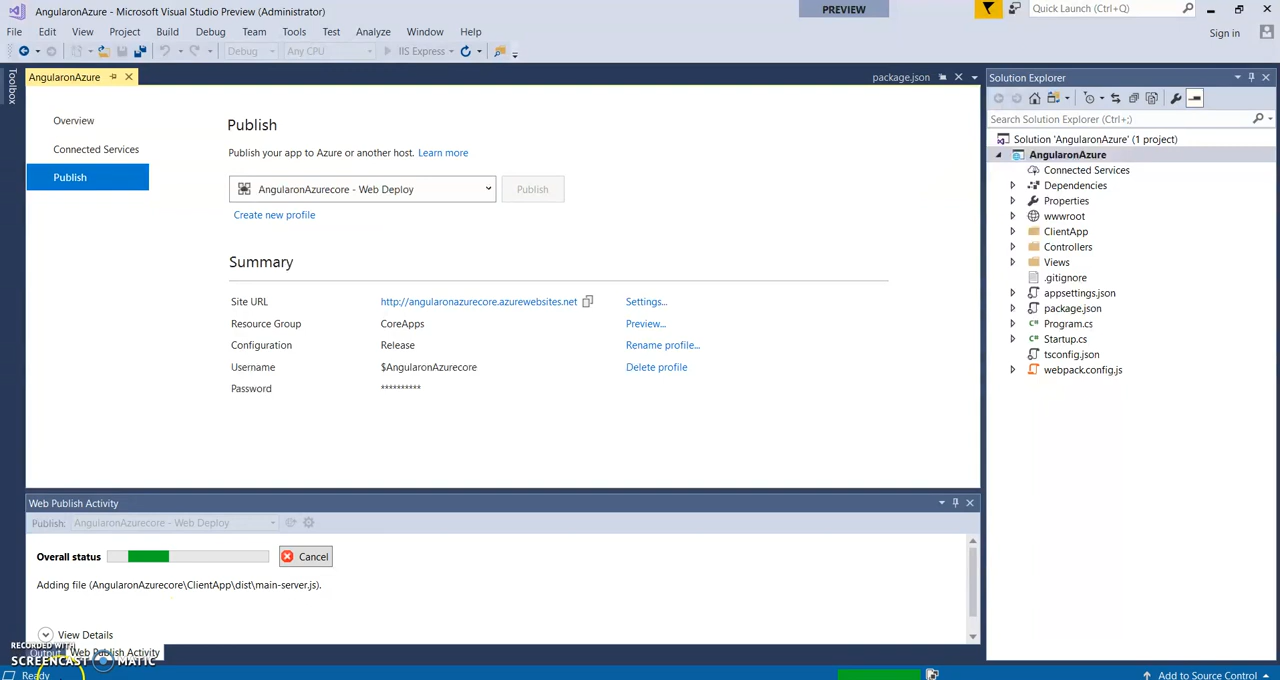 AngularonAzure - Microsoft Visual Studio Preview (Administrator)
PREVIEW
Quick Launch (Ctrl+Q)
File Edit View Project Build Debug Team Tools Test Analyze Window Help
Sign in
Debug Any CPU IIS Express
Toolbox
AngularonAzure
package.json
Overview
Connected Services
Publish
Publish
Publish your app to Azure or another host. Learn more
AngularonAzurecore - Web Deploy
Publish
Create new profile
Summary
Site URL http://angularonazurecore.azurewebsites.net Settings...
Resource Group CoreApps Preview...
Configuration Release Rename profile...
Username $AngularonAzurecore Delete profile
Password **********
Web Publish Activity
Publish: AngularonAzurecore - Web Deploy
Overall status Cancel
Adding file (AngularonAzurecore\ClientApp\dist\main-server.js).
View Details
Output Web Publish Activity
RECORDED WITH
SCREENCAST MATIC
Ready
Add to Source Control
Solution Explorer
Search Solution Explorer (Ctrl+;)
Solution 'AngularonAzure' (1 project)
AngularonAzure
Connected Services
Dependencies
Properties
wwwroot
ClientApp
Controllers
Views
.gitignore
appsettings.json
package.json
Program.cs
Startup.cs
tsconfig.json
webpack.config.js